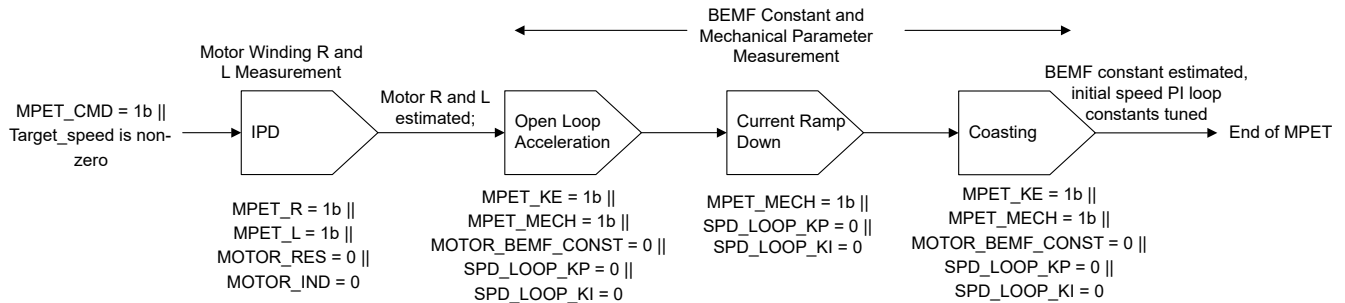 BEMF Constant and
Mechanical Parameter
Measurement
Motor Winding R and
L Measurement
MPET_CMD = 1b ||
Target_speed is non-
zero
IPD
Motor R and L
estimated;
Open Loop
Acceleration
Current Ramp
Down
Coasting
BEMF constant estimated,
initial speed PI loop
constants tuned
End of MPET
MPET_R = 1b ||
MPET_L = 1b ||
MOTOR_RES = 0 ||
MOTOR_IND = 0
MPET_KE = 1b ||
MPET_MECH = 1b ||
MOTOR_BEMF_CONST = 0 ||
SPD_LOOP_KP = 0 ||
SPD_LOOP_KI = 0
MPET_MECH = 1b ||
SPD_LOOP_KP = 0 ||
SPD_LOOP_KI = 0
MPET_KE = 1b ||
MPET_MECH = 1b ||
MOTOR_BEMF_CONST = 0 ||
SPD_LOOP_KP = 0 ||
SPD_LOOP_KI = 0